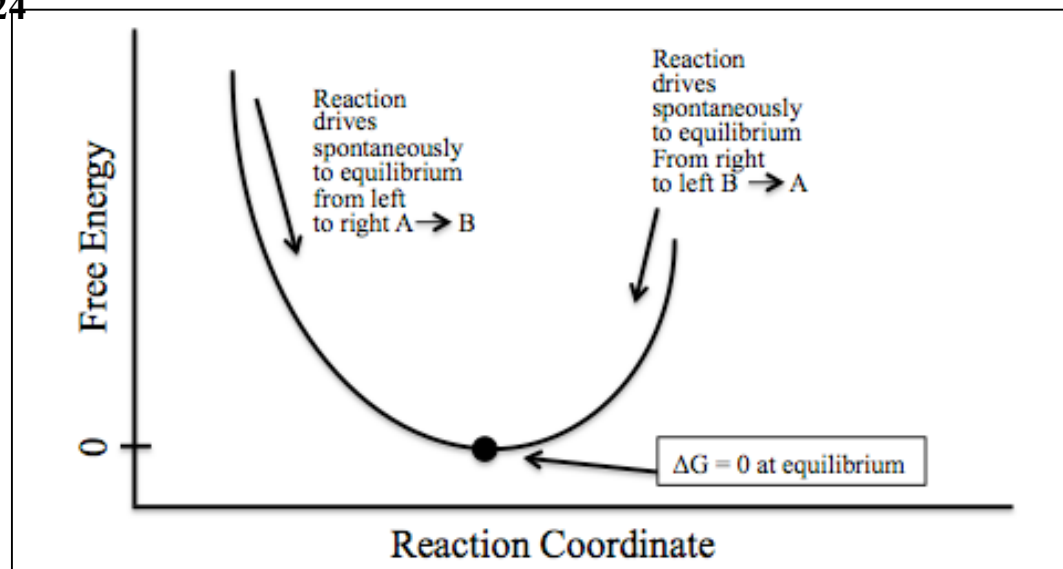 24
Reaction
drives
spontaneously
to equilibrium
from left
to right A → B
Reaction
drives
spontaneously
to equilibrium
From right
to left B → A
Free Energy
0
ΔG = 0 at equilibrium
Reaction Coordinate